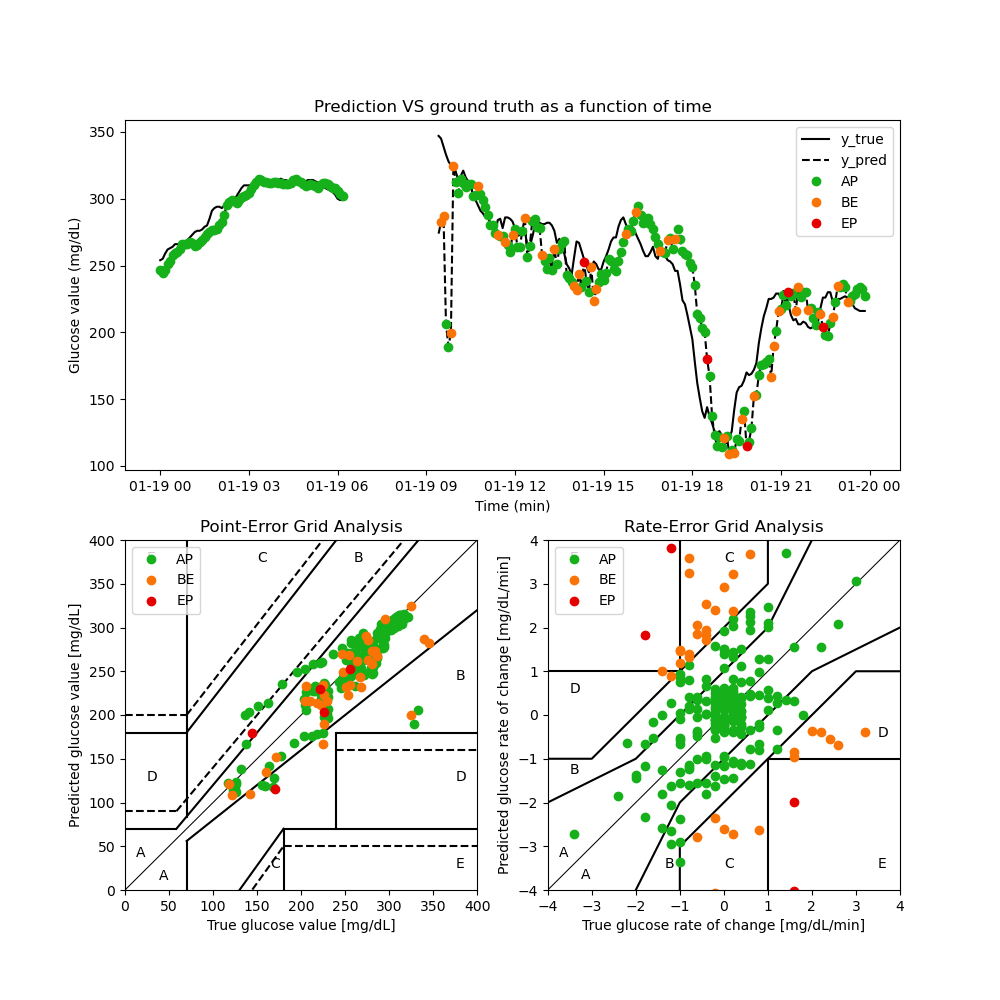 Prediction VS ground truth as a function of time
350
300
250
200
150
100
Glucose value (mg/dL)
y_true
y_pred
AP
BE
EP
01-19 00 01-19 03 01-19 06 01-19 09 01-19 12 01-19 15 01-19 18 01-19 21 01-20 00
Time (min)
Point-Error Grid Analysis
400
350
300
250
200
150
100
50
0
Predicted glucose value [mg/dL]
AP
BE
EP
C B
B
D D
A
A C E
0 50 100 150 200 250 300 350 400
True glucose value [mg/dL]
Rate-Error Grid Analysis
4
3
2
1
0
−1
−2
−3
−4
Predicted glucose rate of change [mg/dL/min]
AP
BE
EP
C
D
D
B
A
A B C E
−4 −3 −2 −1 0 1 2 3 4
True glucose rate of change [mg/dL/min]